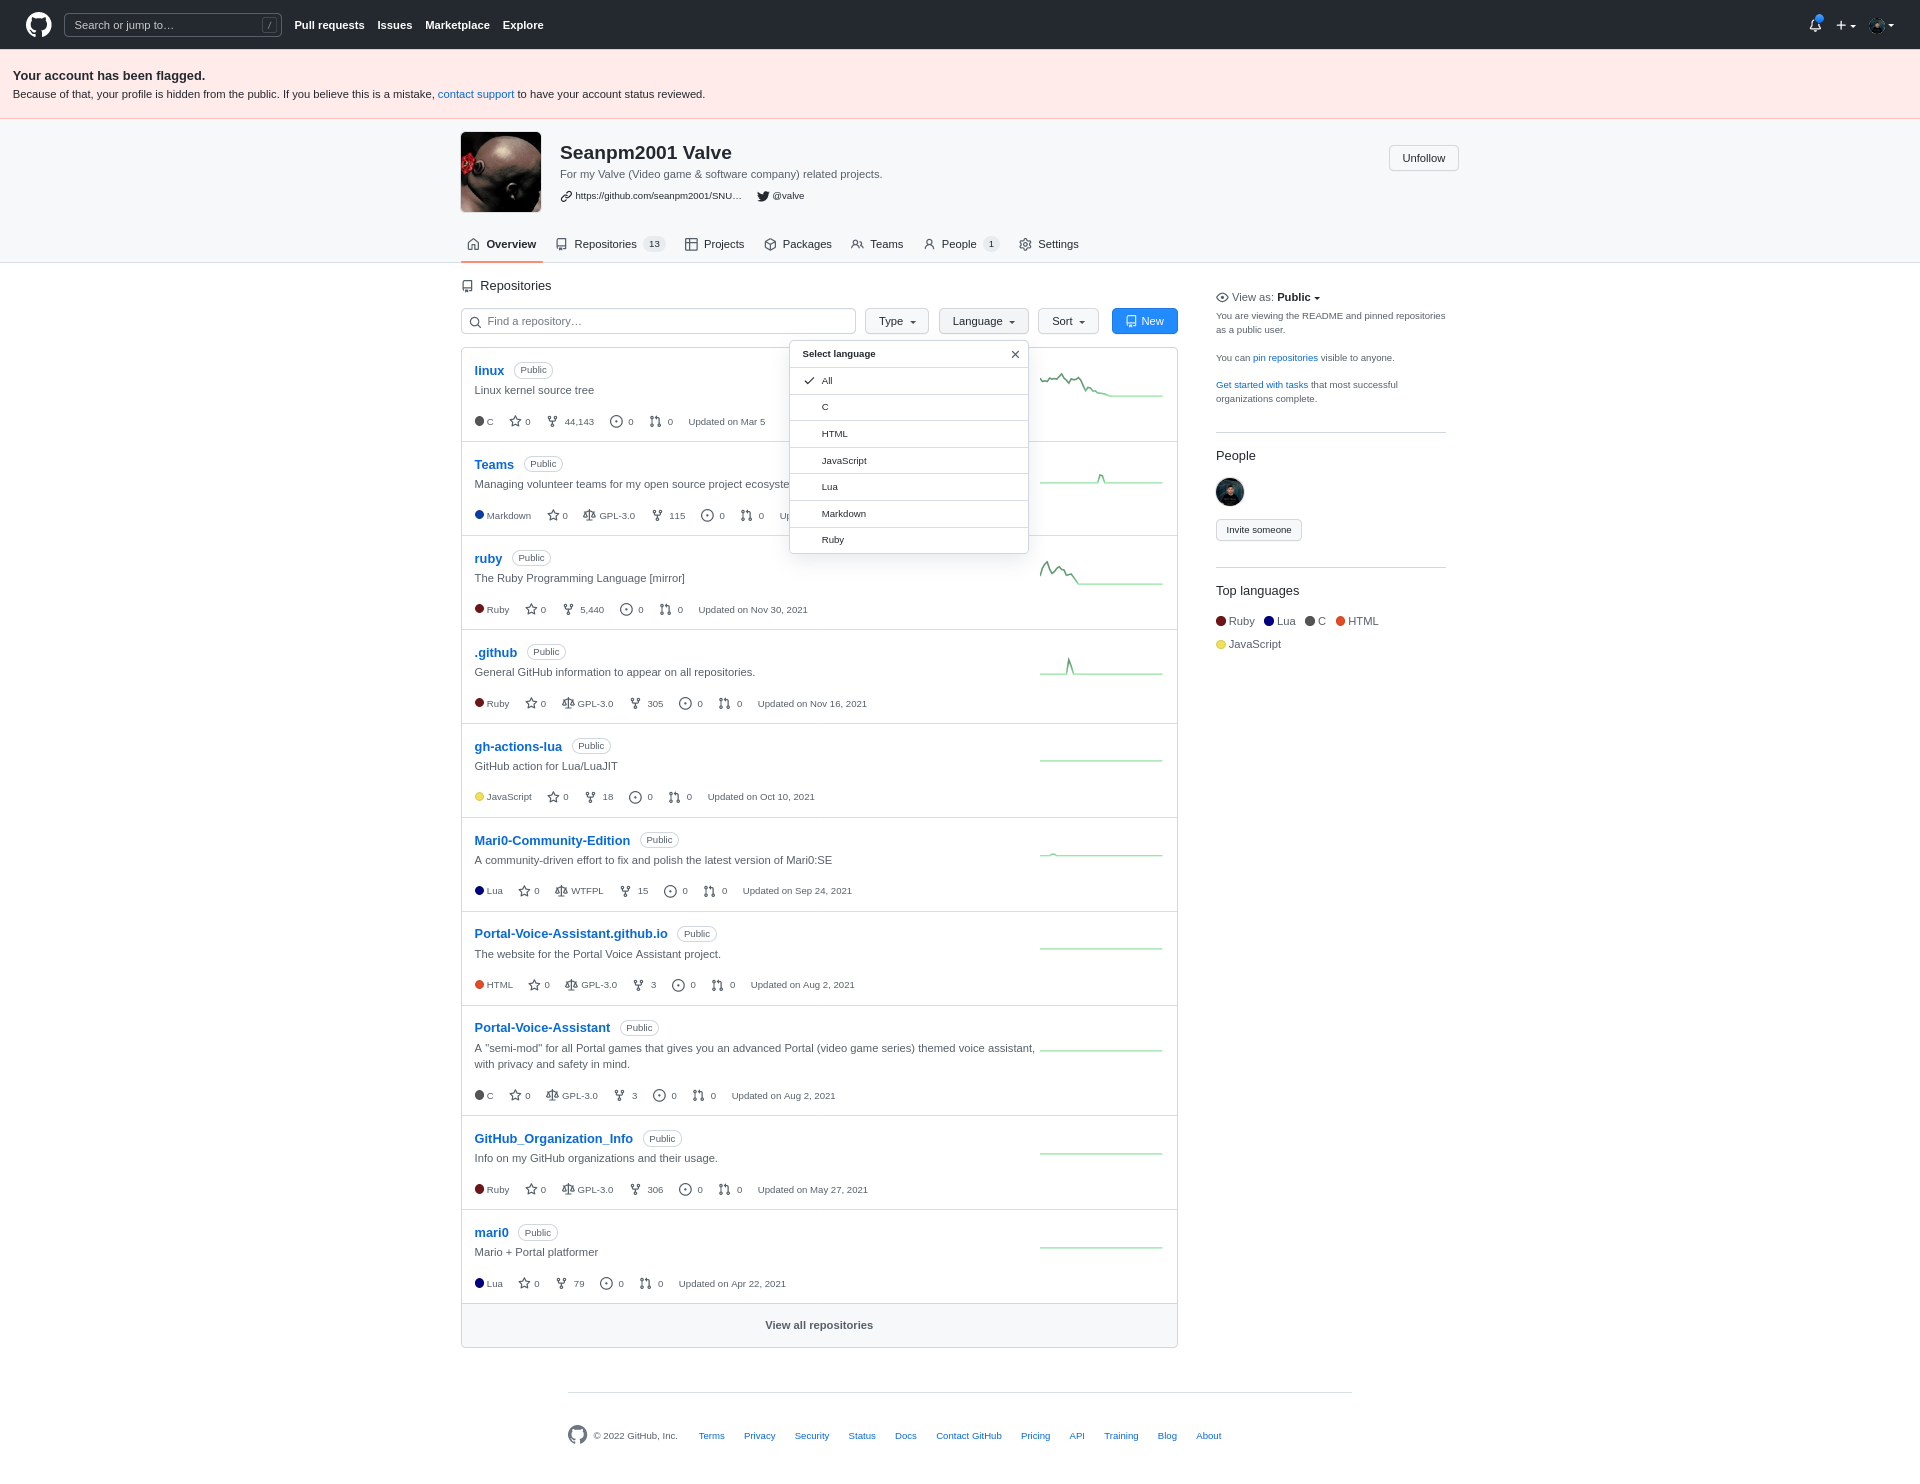 Search or jump to… /
Pull requests Issues Marketplace Explore
Your account has been flagged.
Because of that, your profile is hidden from the public. If you believe this is a mistake, contact support to have your account status reviewed.
Seanpm2001 Valve
Unfollow
For my Valve (Video game & software company) related projects.
https://github.com/seanpm2001/SNU… @valve
Overview Repositories 13 Projects Packages Teams People 1 Settings
Repositories
Find a repository… Type Language Sort New
Select language
All
C
HTML
JavaScript
Lua
Markdown
Ruby
linux Public
Linux kernel source tree
C 0 44,143 0 0 Updated on Mar 5
Teams Public
Managing volunteer teams for my open source project ecosyste
Markdown 0 GPL-3.0 115 0 0 Up
ruby Public
The Ruby Programming Language [mirror]
Ruby 0 5,440 0 0 Updated on Nov 30, 2021
.github Public
General GitHub information to appear on all repositories.
Ruby 0 GPL-3.0 305 0 0 Updated on Nov 16, 2021
gh-actions-lua Public
GitHub action for Lua/LuaJIT
JavaScript 0 18 0 0 Updated on Oct 10, 2021
Mari0-Community-Edition Public
A community-driven effort to fix and polish the latest version of Mari0:SE
Lua 0 WTFPL 15 0 0 Updated on Sep 24, 2021
Portal-Voice-Assistant.github.io Public
The website for the Portal Voice Assistant project.
HTML 0 GPL-3.0 3 0 0 Updated on Aug 2, 2021
Portal-Voice-Assistant Public
A "semi-mod" for all Portal games that gives you an advanced Portal (video game series) themed voice assistant,
with privacy and safety in mind.
C 0 GPL-3.0 3 0 0 Updated on Aug 2, 2021
GitHub_Organization_Info Public
Info on my GitHub organizations and their usage.
Ruby 0 GPL-3.0 306 0 0 Updated on May 27, 2021
mari0 Public
Mario + Portal platformer
Lua 0 79 0 0 Updated on Apr 22, 2021
View all repositories
View as: Public
You are viewing the README and pinned repositories
as a public user.
You can pin repositories visible to anyone.
Get started with tasks that most successful
organizations complete.
People
Invite someone
Top languages
Ruby Lua C HTML
JavaScript
© 2022 GitHub, Inc. Terms Privacy Security Status Docs Contact GitHub Pricing API Training Blog About